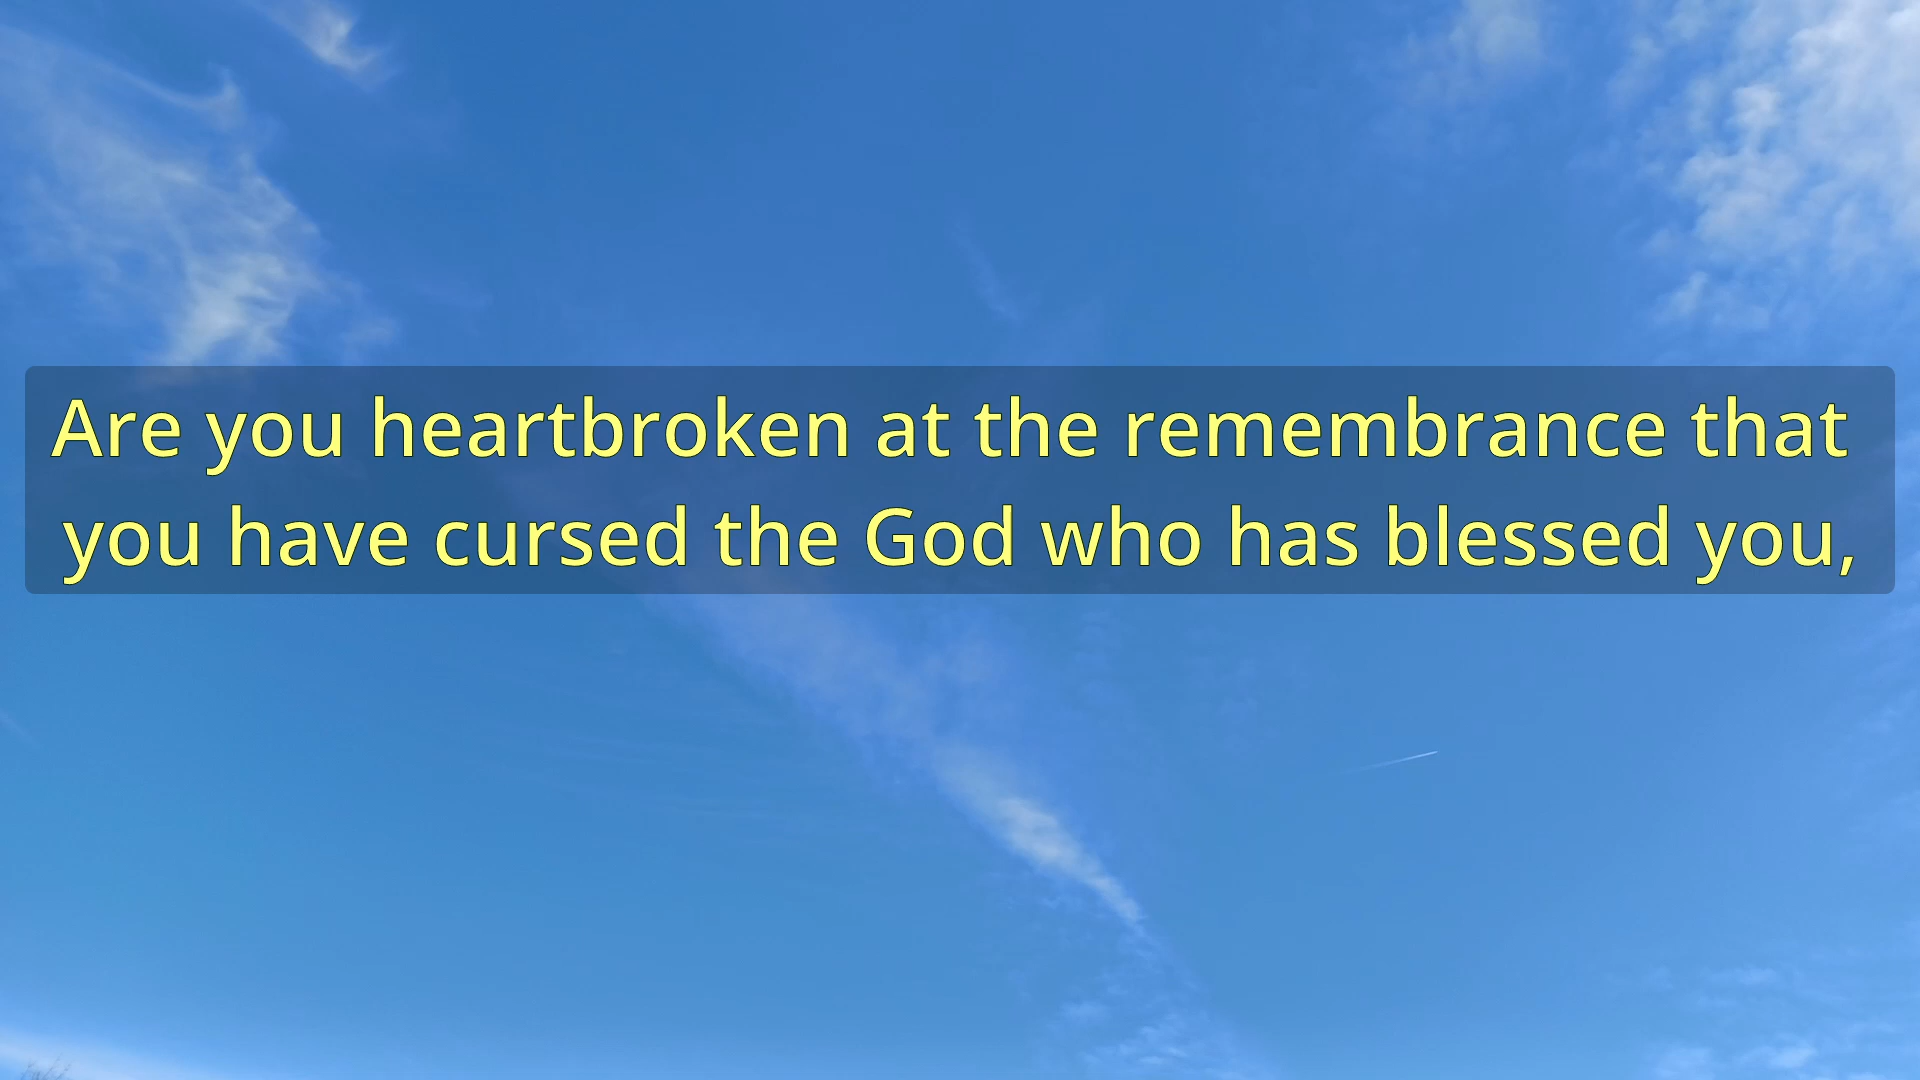 Are you heartbroken at the remembrance that
you have cursed the God who has blessed you,